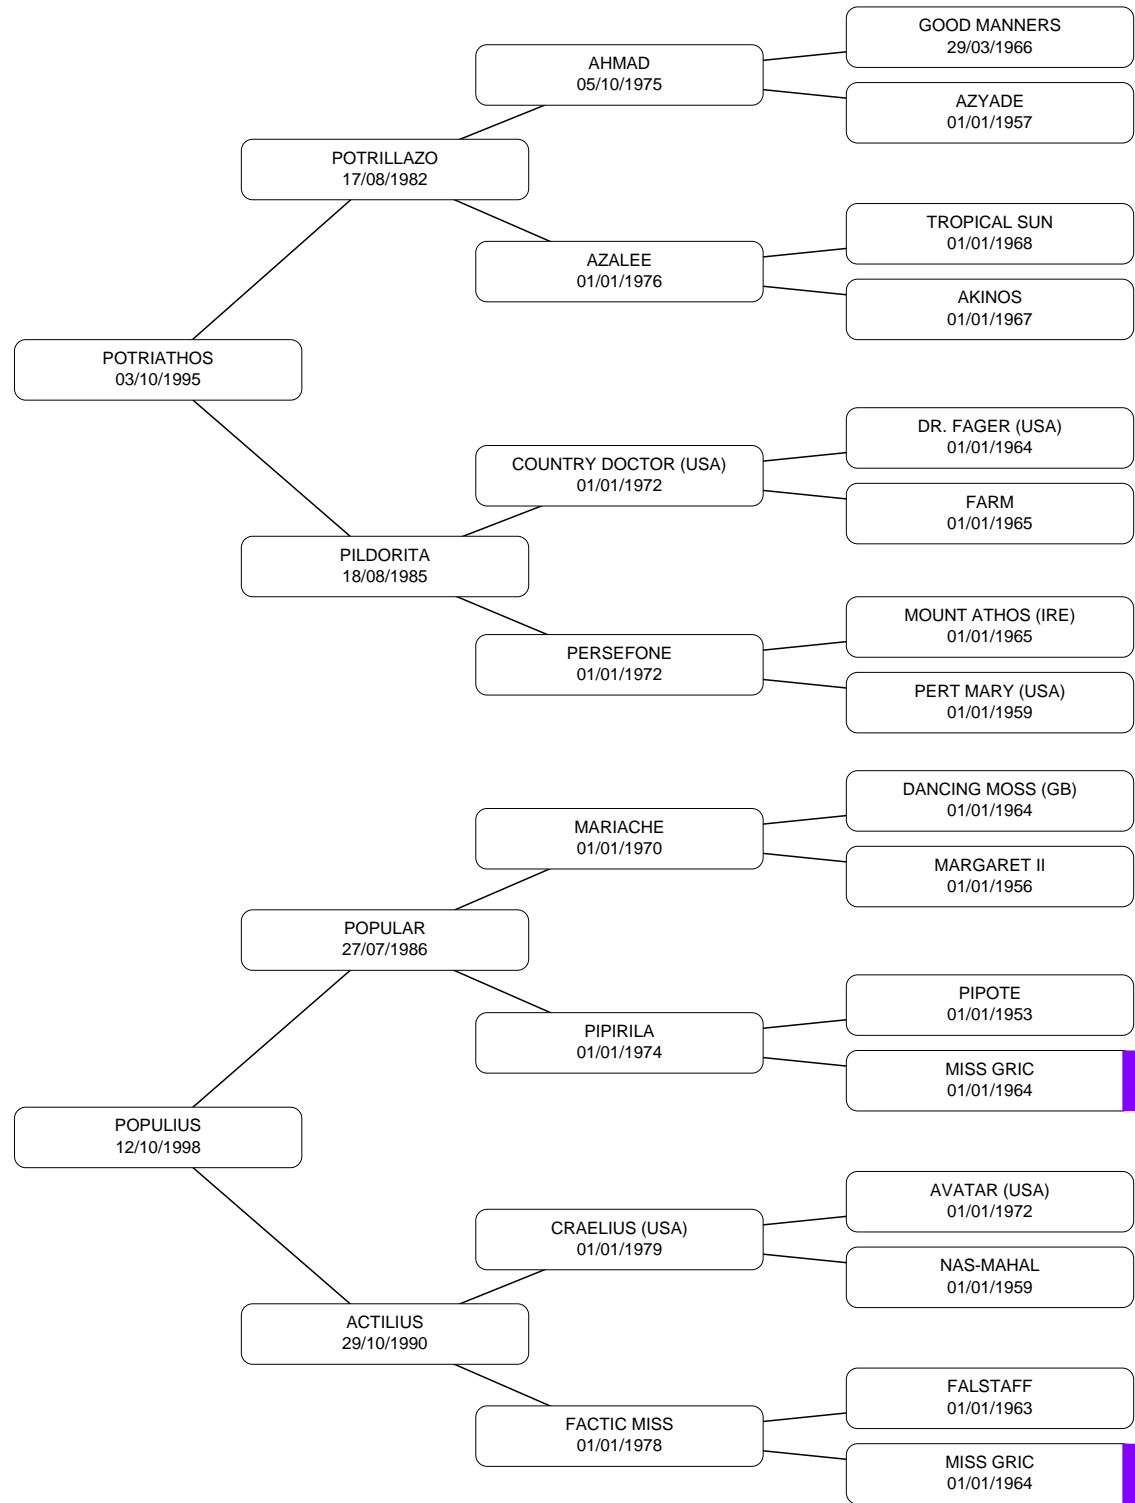 GOOD MANNERS
29/03/1966
AHMAD
05/10/1975
AZYADE
01/01/1957
POTRILLAZO
17/08/1982
TROPICAL SUN
01/01/1968
AZALEE
01/01/1976
AKINOS
01/01/1967
POTRIATHOS
03/10/1995
DR. FAGER (USA)
01/01/1964
COUNTRY DOCTOR (USA)
01/01/1972
FARM
01/01/1965
PILDORITA
18/08/1985
MOUNT ATHOS (IRE)
01/01/1965
PERSEFONE
01/01/1972
PERT MARY (USA)
01/01/1959
DANCING MOSS (GB)
01/01/1964
MARIACHE
01/01/1970
MARGARET II
01/01/1956
POPULAR
27/07/1986
PIPOTE
01/01/1953
PIPIRILA
01/01/1974
MISS GRIC
01/01/1964
POPULIUS
12/10/1998
AVATAR (USA)
01/01/1972
CRAELIUS (USA)
01/01/1979
NAS-MAHAL
01/01/1959
ACTILIUS
29/10/1990
FALSTAFF
01/01/1963
FACTIC MISS
01/01/1978
MISS GRIC
01/01/1964